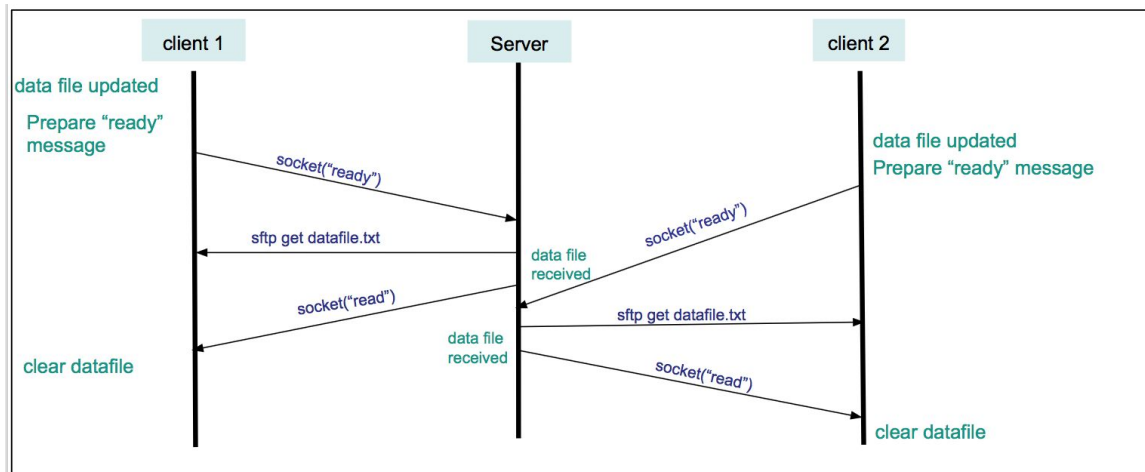 client 1
Server
client 2
data file updated
Prepare “ready”
message
data file updated
Prepare “ready” message
socket(“ready”)
socket(“ready”)
sftp get datafile.txt
data file
received
socket(“read”)
sftp get datafile.txt
data file
received
clear datafile
socket(“read”)
clear datafile